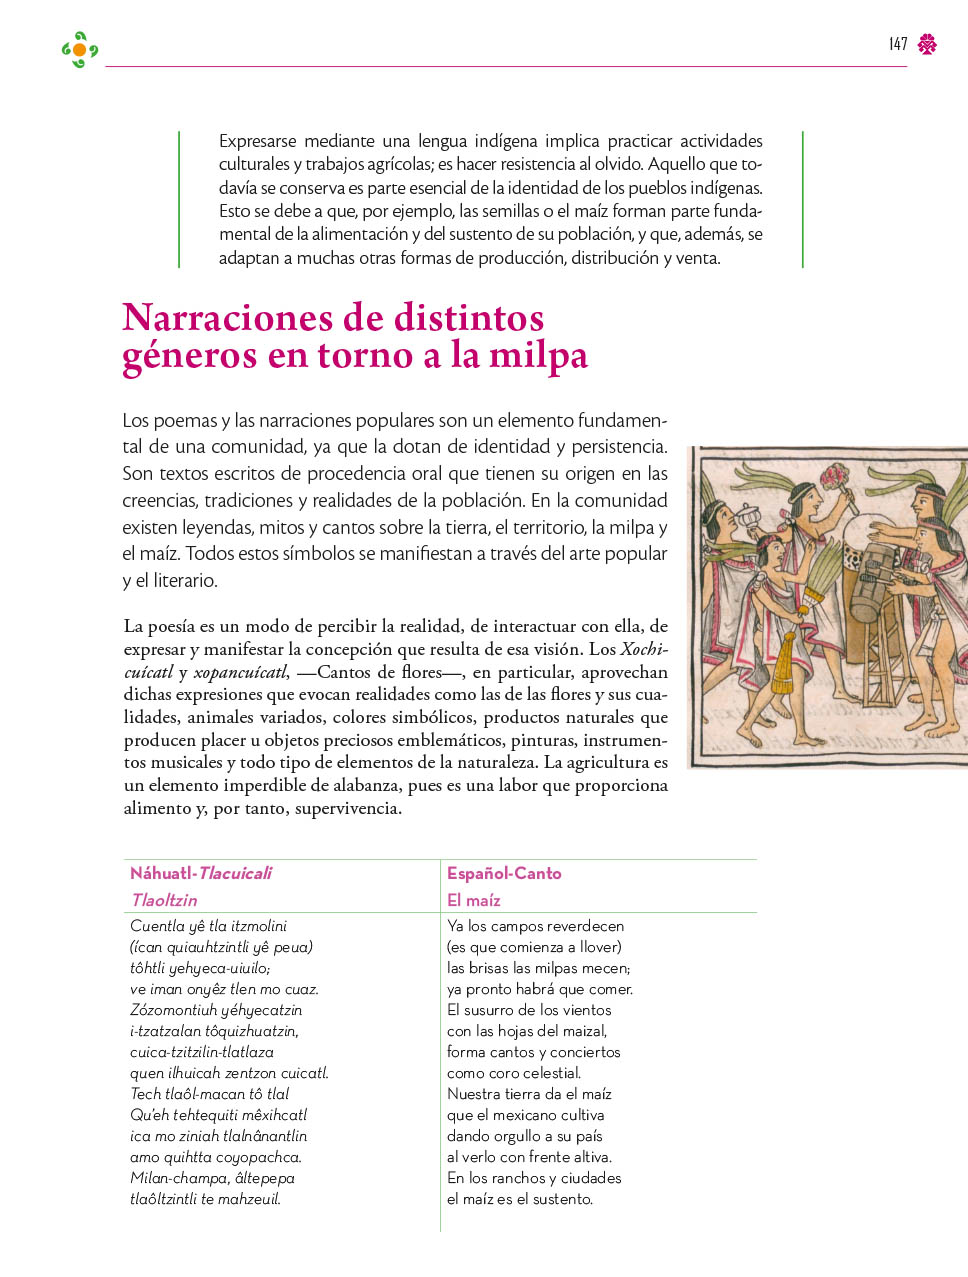 147
Expresarse mediante una lengua indígena implica practicar actividades
culturales y trabajos agrícolas; es hacer resistencia al olvido. Aquello que to-
davía se conserva es parte esencial de la identidad de los pueblos indígenas.
Esto se debe a que, por ejemplo, las semillas o el maíz forman parte funda-
mental de la alimentación y del sustento de su población, y que, además, se
adaptan a muchas otras formas de producción, distribución y venta.
Narraciones de distintos
géneros en torno a la milpa
Los poemas y las narraciones populares son un elemento fundamen-
tal de una comunidad, ya que la dotan de identidad y persistencia.
Son textos escritos de procedencia oral que tienen su origen en las
creencias, tradiciones y realidades de la población. En la comunidad
existen leyendas, mitos y cantos sobre la tierra, el territorio, la milpa y
el maíz. Todos estos símbolos se manifiestan a través del arte popular
y el literario.
La poesía es un modo de percibir la realidad, de interactuar con ella, de
expresar y manifestar la concepción que resulta de esa visión. Los Xochi-
cuícatl y xopancuícatl, —Cantos de flores—, en particular, aprovechan
dichas expresiones que evocan realidades como las de las flores y sus cua-
lidades, animales variados, colores simbólicos, productos naturales que
producen placer u objetos preciosos emblemáticos, pinturas, instrumen-
tos musicales y todo tipo de elementos de la naturaleza. La agricultura es
un elemento imperdible de alabanza, pues es una labor que proporciona
alimento y, por tanto, supervivencia.
Náhuatl-Tlacuicali
Tlaoltzin
Cuentla yê tla itzmolini
(ícan quiauhtzintli yê peua)
tôhtli yehyeca-uiuilo;
ve iman onyêz tlen mo cuaz.
Zózomontiuh yéhyecatzin
i-tzatzalan tôquizhuatzin,
cuica-tzitzilin-tlatlaza
quen ilhuicah zentzon cuicatl.
Tech tlaôl-macan tô tlal
Qu'eh tehtequiti mêxihcatl
ica mo ziniah tlalnânantlin
amo quihtta coyopachca.
Milan-champa, âltepepa
tlaôltzintli te mahzeuil.
Español-Canto
El maíz
Ya los campos reverdecen
(es que comienza a llover)
las brisas las milpas mecen;
ya pronto habrá que comer.
El susurro de los vientos
con las hojas del maizal,
forma cantos y conciertos
como coro celestial.
Nuestra tierra da el maíz
que el mexicano cultiva
dando orgullo a su país
al verlo con frente altiva.
En los ranchos y ciudades
el maíz es el sustento.